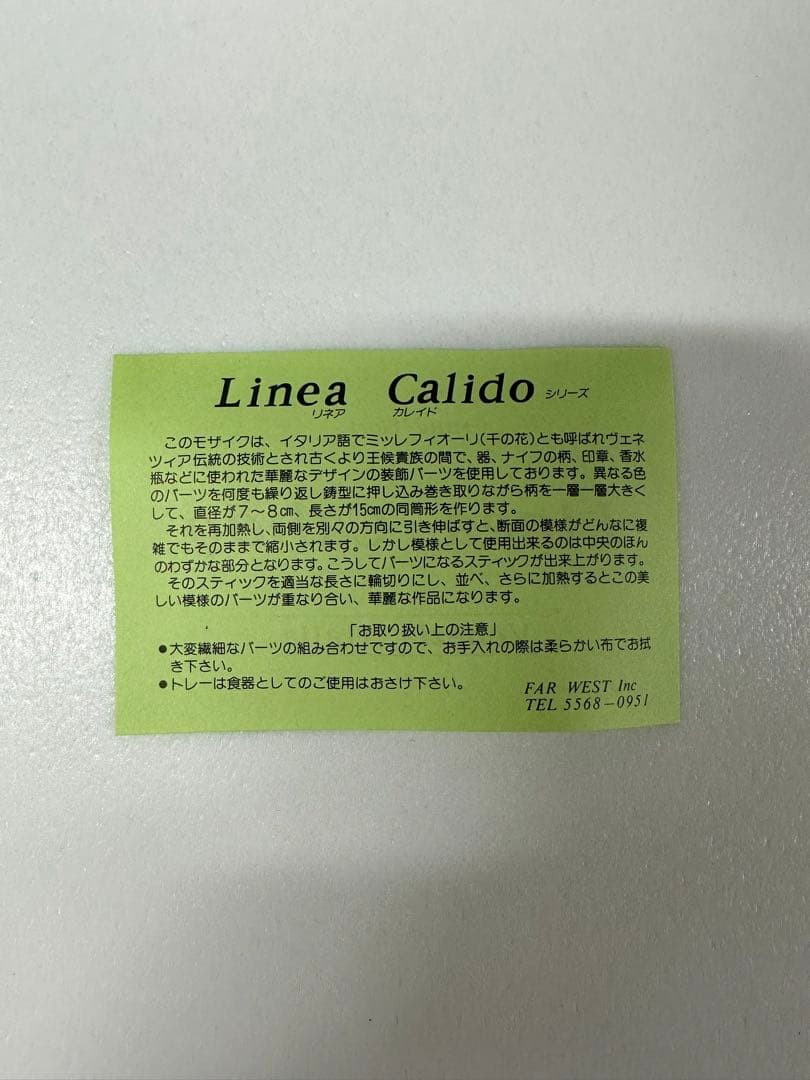 Linea Calido シリーズ
リネア カレイド
このモザイクは、イタリア語でミッレフィオーリ(千の花)とも呼ばれヴェネ
ツィア伝統の技術とされ古くより王候貴族の間で、器、ナイフの柄、印章、香水
瓶などに使われた華麗なデザインの装飾パーツを使用しております。異なる色
のパーツを何度も繰り返し鋳型に押し込み巻き取りながら柄を一層一層大きく
して、直径が7〜8㎝、長さが15㎝の同筒形を作ります。
それを再加熱し、両側を別々の方向に引き伸ばすと、断面の模様がどんなに複
雑でもそのままで縮小されます。しかし模様として使用出来るのは中央のほん
のわずかな部分となります。こうしてパーツになるスティックが出来上がります。
そのスティックを適当な長さに輪切りにし、並べ、さらに加熱するとこの美
しい模様のパーツが重なり合い、華麗な作品になります。
「お取り扱い上の注意」
●大変繊細なパーツの組み合わせですので、お手入れの際は柔らかい布でお拭
き下さい。
●トレーは食器としてのご使用はおさけ下さい。
FAR WEST Inc
TEL 5568-0951